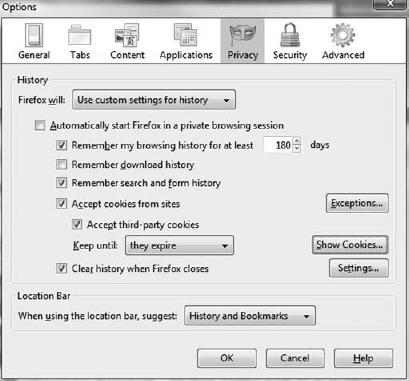 Options
General Tabs Content Applications Privacy Security Advanced
History
Firefox will: Use custom settings for history
Automatically start Firefox in a private browsing session
Remember my browsing history for at least 180 days
Remember download history
Remember search and form history
Accept cookies from sites Exceptions...
Accept third-party cookies
Keep until: they expire Show Cookies...
Clear history when Firefox closes Settings...
Location Bar
When using the location bar, suggest: History and Bookmarks
OK Cancel Help